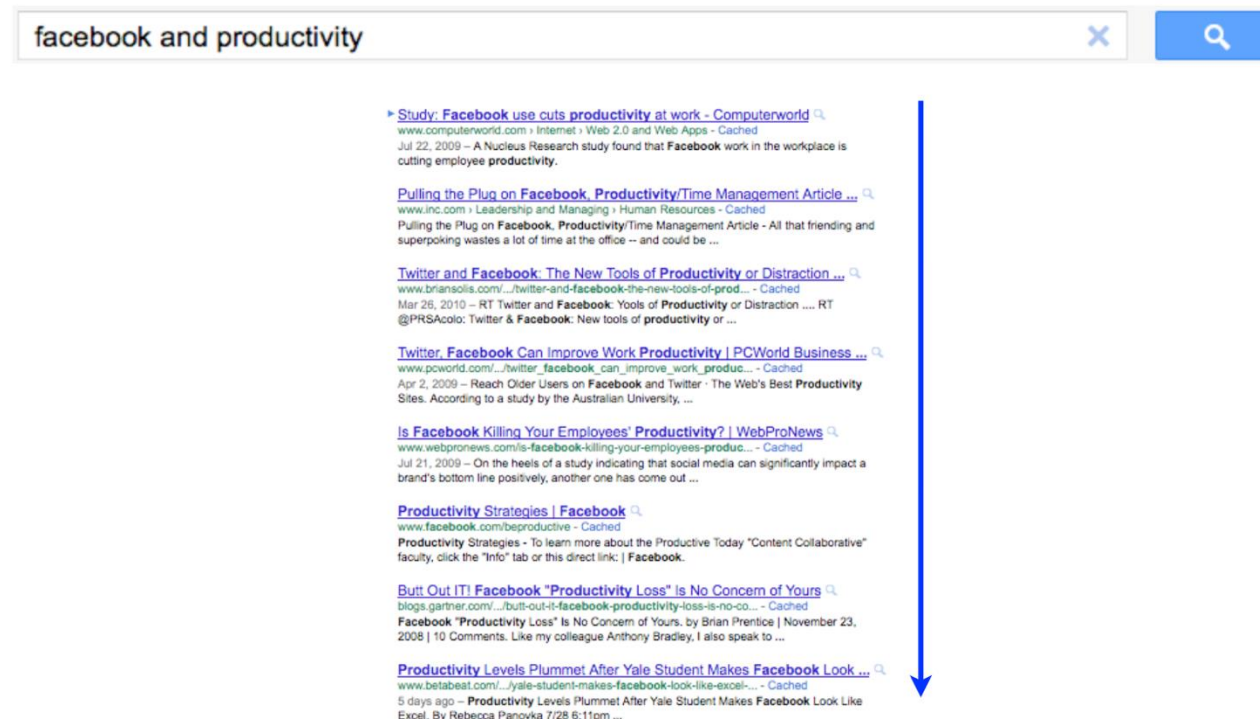 facebook and productivity
Study: Facebook use cuts productivity at work - Computerworld
www.computerworld.com › Internet › Web 2.0 and Web Apps - Cached
Jul 22, 2009 – A Nucleus Research study found that Facebook work in the workplace is
cutting employee productivity.
Pulling the Plug on Facebook, Productivity/Time Management Article ...
www.inc.com › Leadership and Managing › Human Resources - Cached
Pulling the Plug on Facebook, Productivity/Time Management Article - All that friending and
superpoking wastes a lot of time at the office -- and could be ...
Twitter and Facebook: The New Tools of Productivity or Distraction ...
www.briansolis.com/.../twitter-and-facebook-the-new-tools-of-prod... - Cached
Mar 26, 2010 – RT Twitter and Facebook: Yools of Productivity or Distraction .... RT
@PRSAcolo: Twitter & Facebook: New tools of productivity or ...
Twitter, Facebook Can Improve Work Productivity | PCWorld Business ...
www.pcworld.com/.../twitter_facebook_can_improve_work_produc... - Cached
Apr 2, 2009 – Reach Older Users on Facebook and Twitter · The Web's Best Productivity
Sites. According to a study by the Australian University, ...
Is Facebook Killing Your Employees' Productivity? | WebProNews
www.webpronews.com/is-facebook-killing-your-employees-produc... - Cached
Jul 21, 2009 – On the heels of a study indicating that social media can significantly impact a
brand's bottom line positively, another one has come out ...
Productivity Strategies | Facebook
www.facebook.com/beproductive - Cached
Productivity Strategies - To learn more about the Productive Today "Content Collaborative"
faculty, click the "Info" tab or this direct link: | Facebook.
Butt Out IT! Facebook "Productivity Loss" Is No Concern of Yours
blogs.gartner.com/.../butt-out-it-facebook-productivity-loss-is-no-co... - Cached
Facebook "Productivity Loss" Is No Concern of Yours. by Brian Prentice | November 23,
2008 | 10 Comments. Like my colleague Anthony Bradley, I also speak to ...
Productivity Levels Plummet After Yale Student Makes Facebook Look ...
www.betabeat.com/.../yale-student-makes-facebook-look-like-excel-... - Cached
5 days ago – Productivity Levels Plummet After Yale Student Makes Facebook Look Like
Excel. By Rebecca Panovka 7/28 6:11pm ...